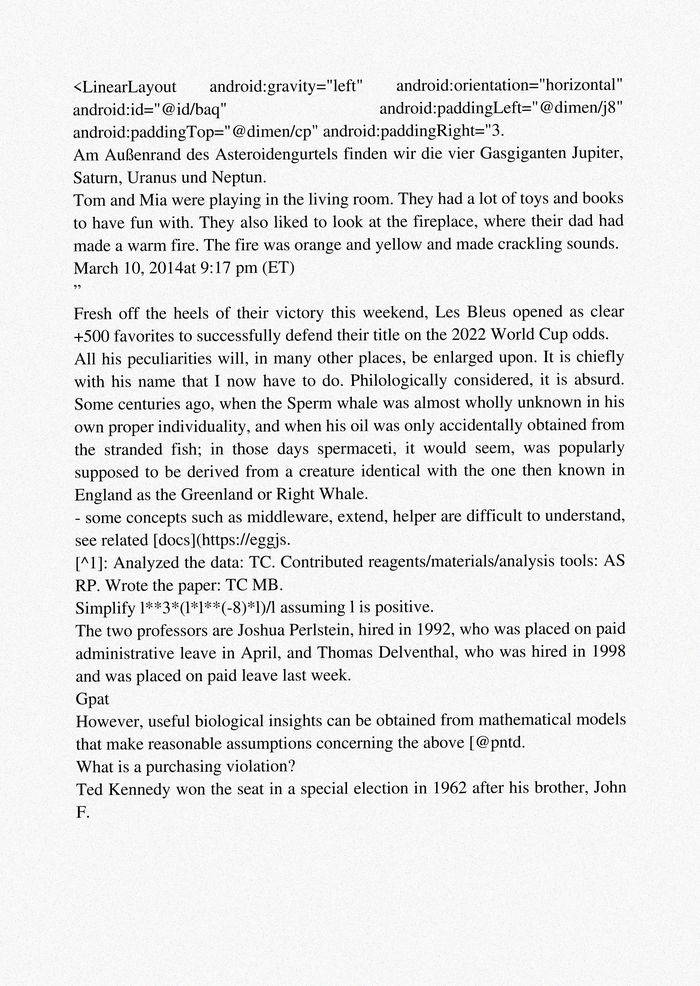 <LinearLayout android:gravity="left" android:orientation="horizontal"
android:id="@id/baq" android:paddingLeft="@dimen/j8"
android:paddingTop="@dimen/cp" android:paddingRight="3.
Am Außenrand des Asteroidengurtels finden wir die vier Gasgiganten Jupiter,
Saturn, Uranus und Neptun.
Tom and Mia were playing in the living room. They had a lot of toys and books
to have fun with. They also liked to look at the fireplace, where their dad had
made a warm fire. The fire was orange and yellow and made crackling sounds.
March 10, 2014at 9:17 pm (ET)
”
Fresh off the heels of their victory this weekend, Les Bleus opened as clear
+500 favorites to successfully defend their title on the 2022 World Cup odds.
All his peculiarities will, in many other places, be enlarged upon. It is chiefly
with his name that I now have to do. Philologically considered, it is absurd.
Some centuries ago, when the Sperm whale was almost wholly unknown in his
own proper individuality, and when his oil was only accidentally obtained from
the stranded fish; in those days spermaceti, it would seem, was popularly
supposed to be derived from a creature identical with the one then known in
England as the Greenland or Right Whale.
- some concepts such as middleware, extend, helper are difficult to understand,
see related [docs](https://eggjs.
[^1]: Analyzed the data: TC. Contributed reagents/materials/analysis tools: AS
RP. Wrote the paper: TC MB.
Simplify l**3*(l*l**(-8)*l)/l assuming l is positive.
The two professors are Joshua Perlstein, hired in 1992, who was placed on paid
administrative leave in April, and Thomas Delventhal, who was hired in 1998
and was placed on paid leave last week.
Gpat
However, useful biological insights can be obtained from mathematical models
that make reasonable assumptions concerning the above [@pntd.
What is a purchasing violation?
Ted Kennedy won the seat in a special election in 1962 after his brother, John
F.